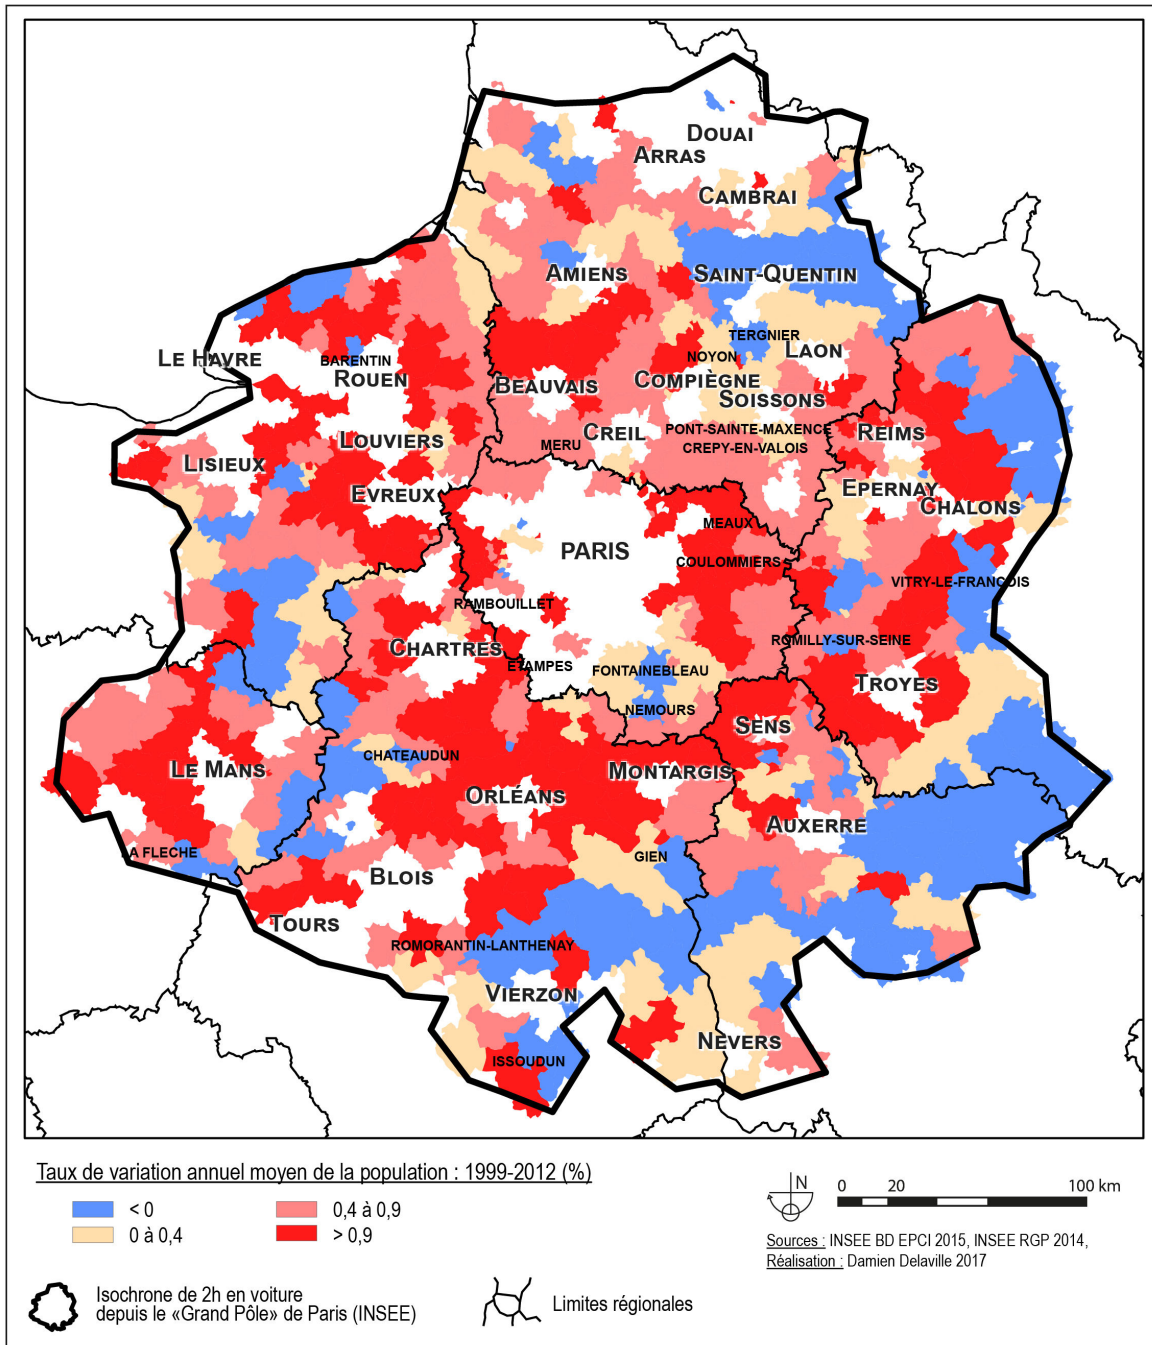 DOUAI
ARRAS
CAMBRAI
AMIENS
SAINT-QUENTIN
TERGNIER
LE HAVRE
BARENTIN
ROUEN
NOYON
LAON
BEAUVAIS
COMPIÈGNE
SOISSONS
LOUVIERS
CREIL
PONT-SAINTE-MAXENCE
REIMS
MERU
CREPY-EN-VALOIS
LISIEUX
EVREUX
EPERNAY
CHALONS
MEAUX
PARIS
COULOMMIERS
VITRY-LE-FRANÇOIS
RAMBOUILLET
ROMILLY-SUR-SEINE
CHARTRES
ETAMPES
FONTAINEBLEAU
TROYES
NEMOURS
SENS
CHATEAUDUN
LE MANS
MONTARGIS
ORLÉANS
AUXERRE
LA FLECHE
GIEN
BLOIS
TOURS
ROMORANTIN-LANTHENAY
VIERZON
NEVERS
ISSOUDUN
Taux de variation annuel moyen de la population : 1999-2012 (%)
< 0
0,4 à 0,9
0 à 0,4
> 0,9
N
0 20 100 km
Sources : INSEE BD EPCI 2015, INSEE RGP 2014,
Réalisation : Damien Delaville 2017
Isochrone de 2h en voiture
depuis le «Grand Pôle» de Paris (INSEE)
Limites régionales